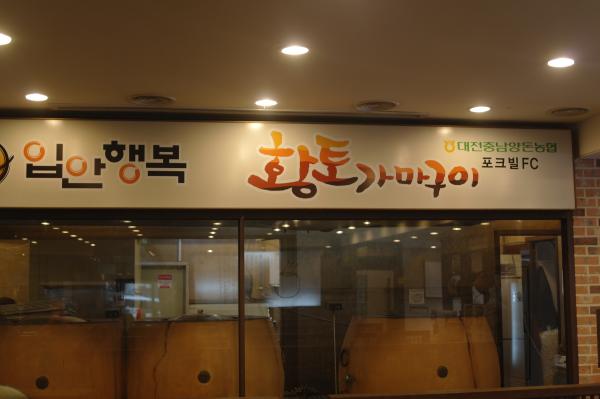 입안행복
황토가마구이
대전충남양돈농협
포크빌FC